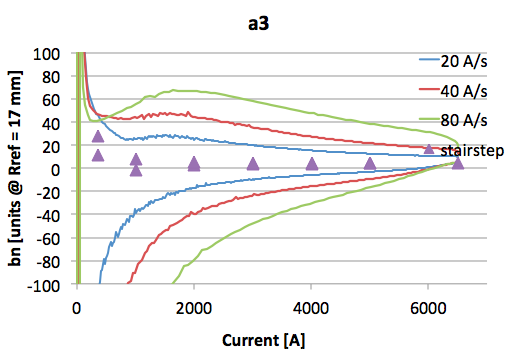 a3
bn [units @ Rref = 17 mm]
100
80
60
40
20
0
-20
-40
-60
-80
-100
20 A/s
40 A/s
80 A/s
stairstep
0
2000
4000
6000
Current [A]